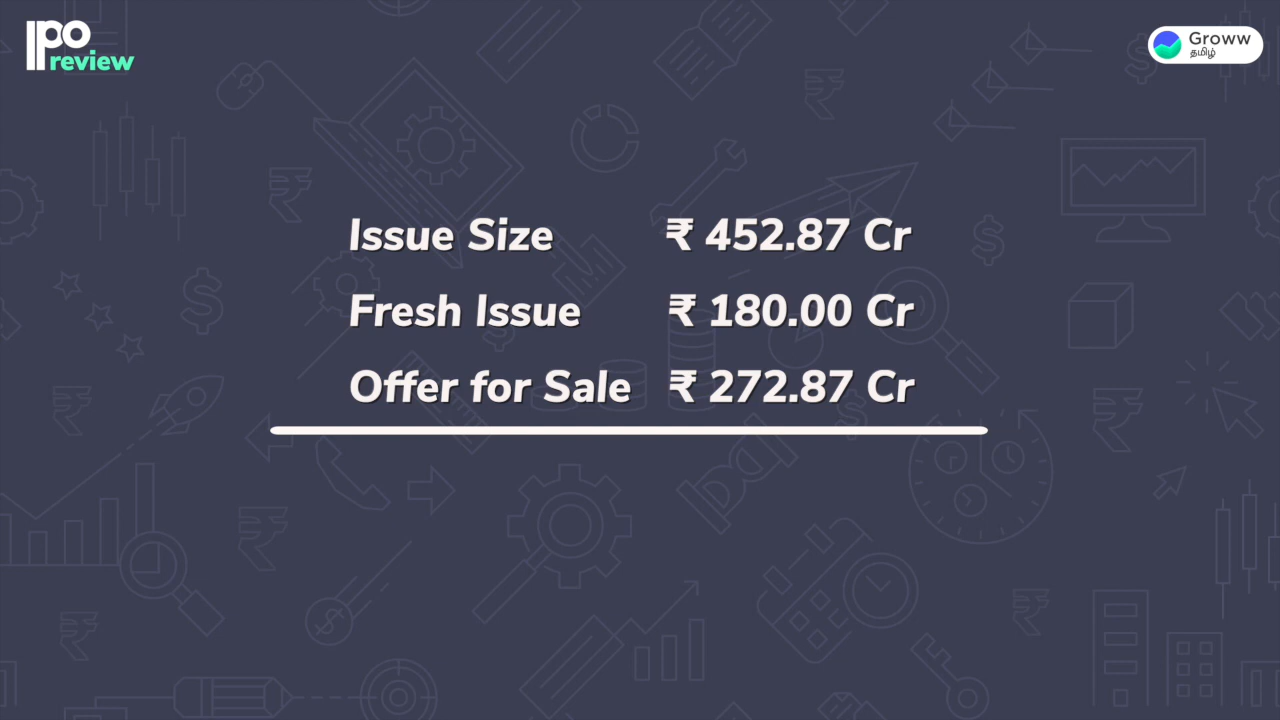 IPO
review
Groww
தமிழ்
Issue Size ₹ 452.87 Cr
Fresh Issue ₹ 180.00 Cr
Offer for Sale ₹ 272.87 Cr